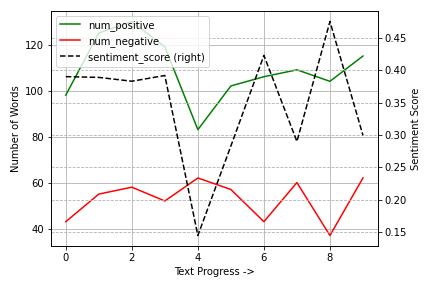 num_positive
num_negative
sentiment_score (right)
120
100
80
60
40
Number of Words
0.45
0.40
0.35
0.30
0.25
0.20
0.15
Sentiment Score
0 2 4 6 8
Text Progress ->